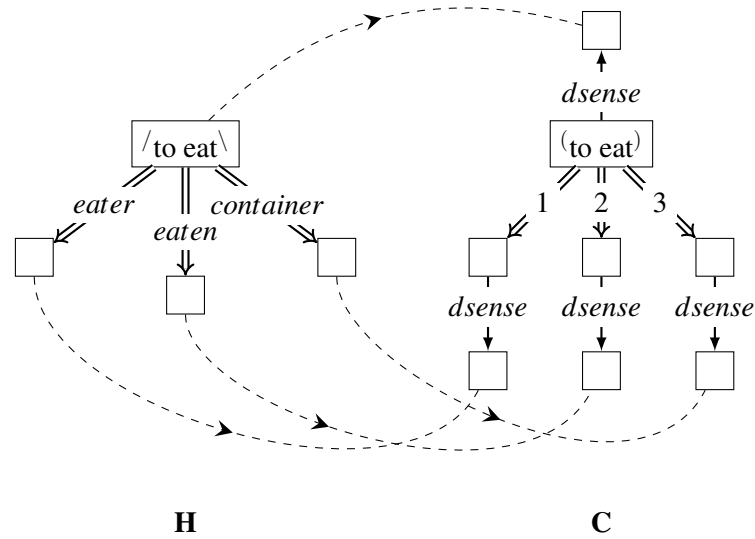 dsense
/to eat\ (to eat)
eater container 1 2 3
eaten
dsense dsense dsense
H C